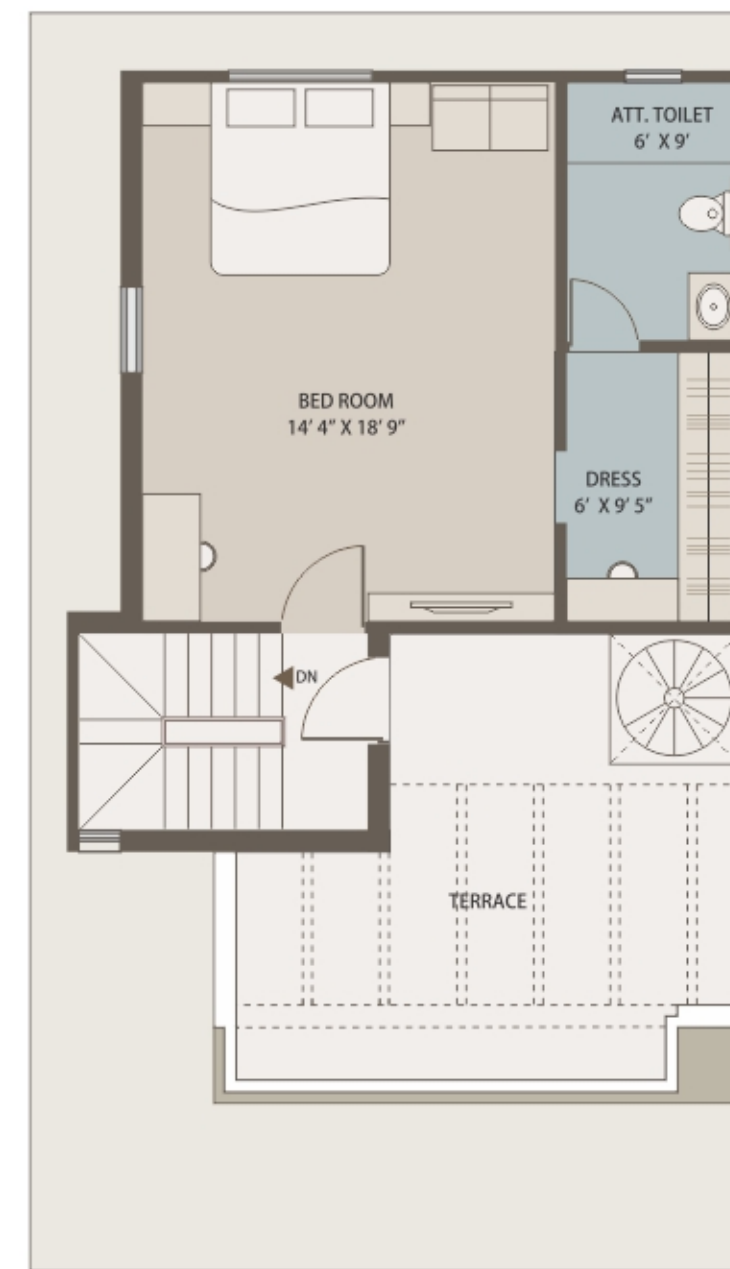 ATT. TOILET
6' X 9'
BED ROOM
14' 4" X 18' 9"
DRESS
6' X 9' 5"
DN
TERRACE